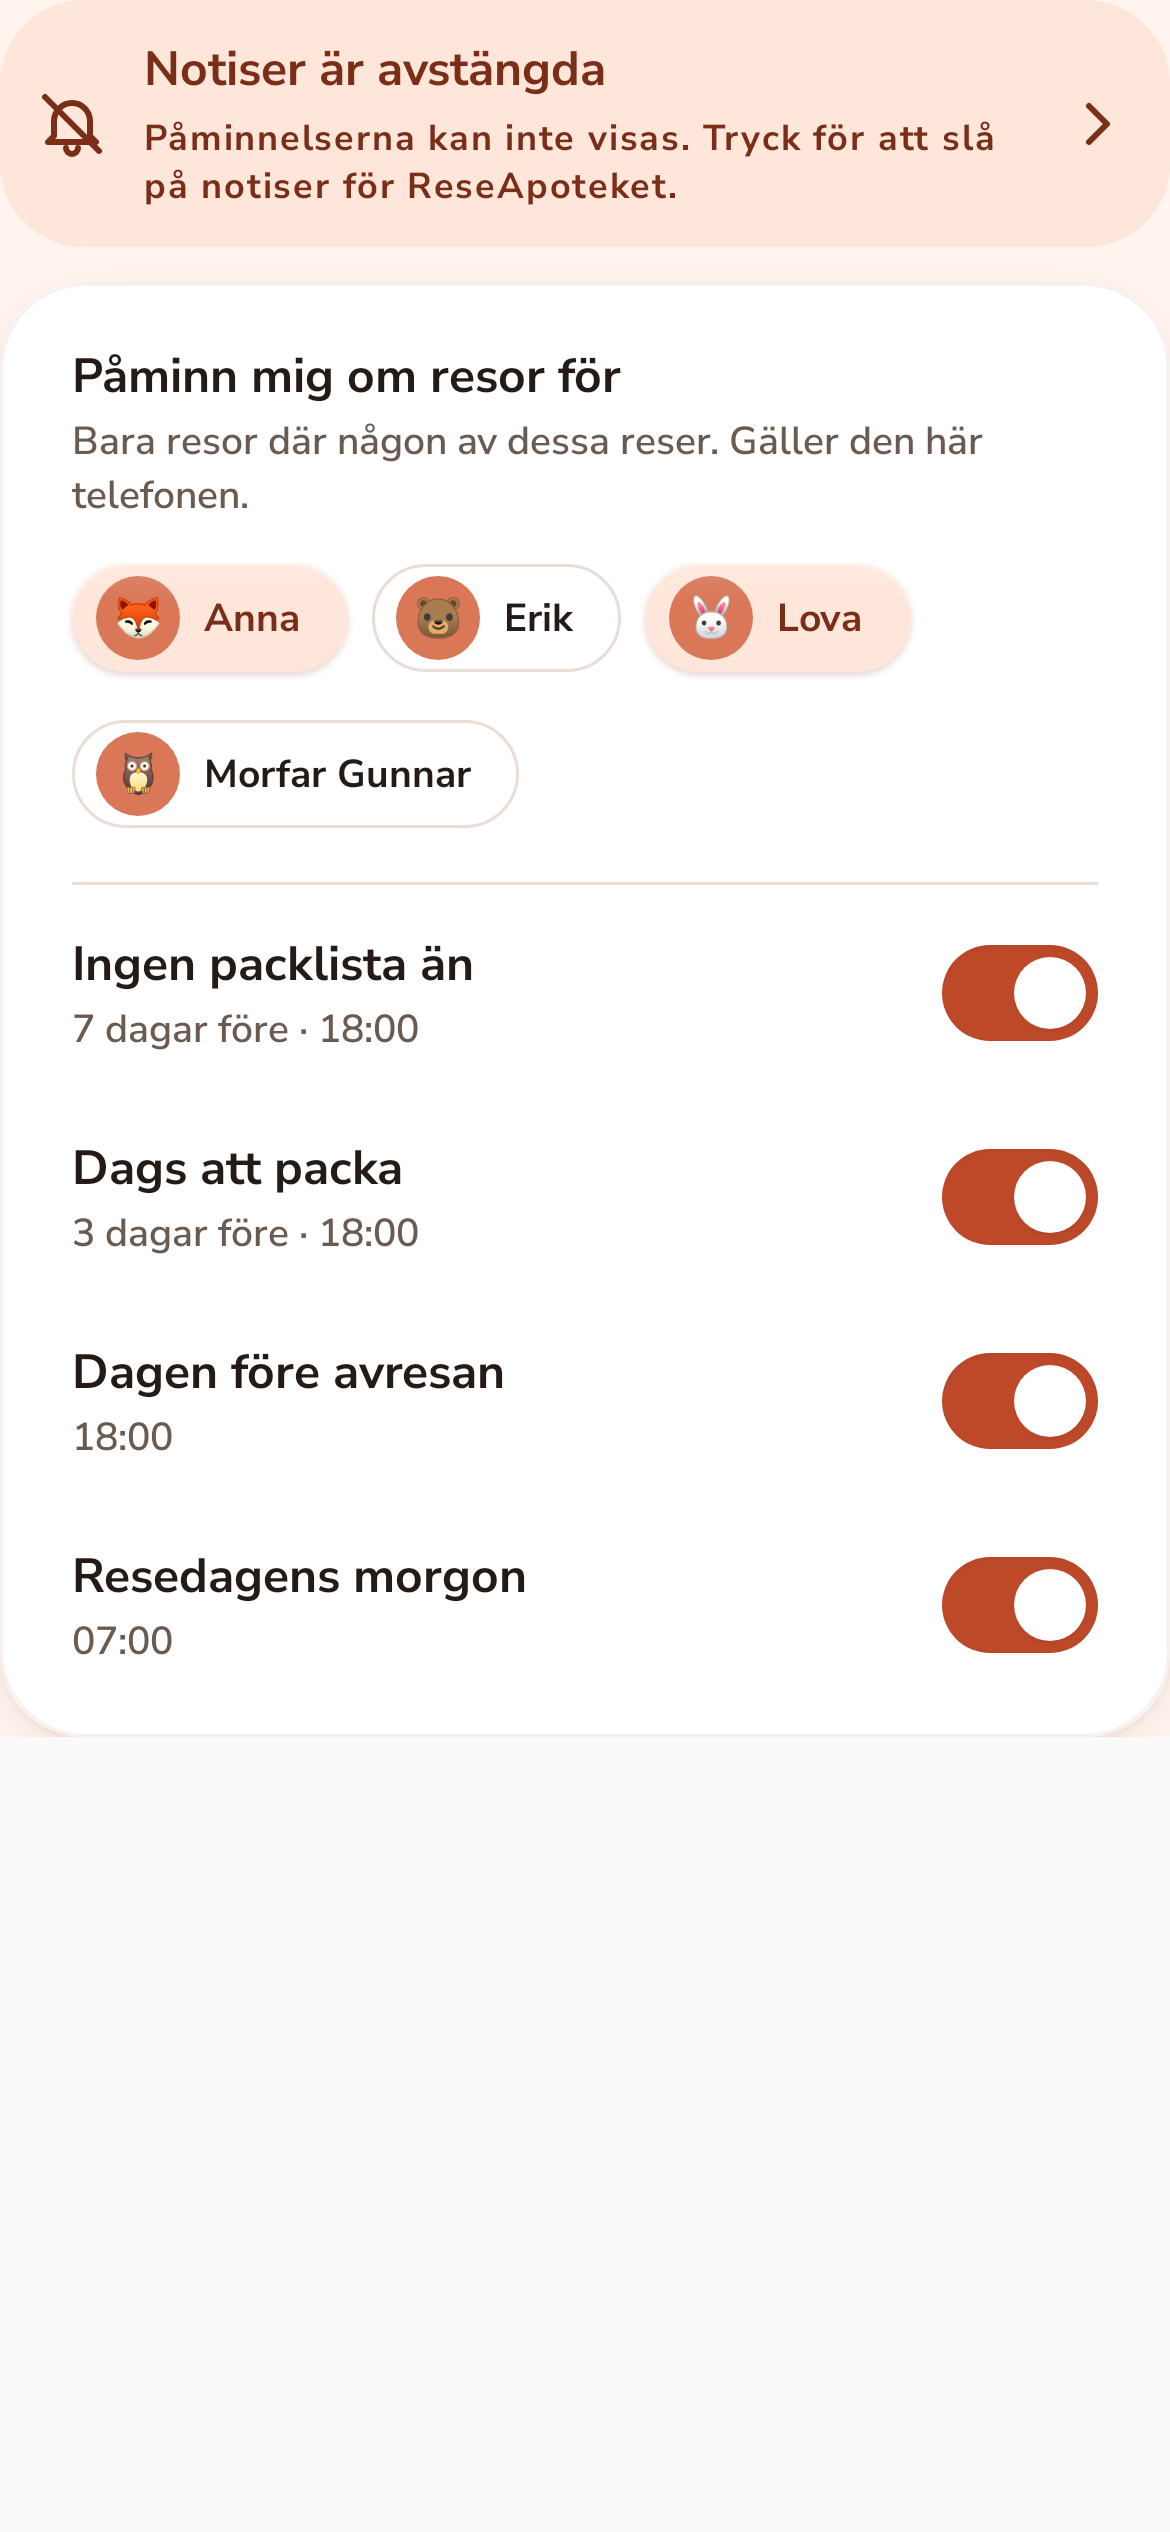 Notiser är avstängda
Påminnelserna kan inte visas. Tryck för att slå
på notiser för ReseApoteket.
Påminn mig om resor för
Bara resor där någon av dessa reser. Gäller den här
telefonen.
Anna
Erik
Lova
Morfar Gunnar
Ingen packlista än
7 dagar före · 18:00
Dags att packa
3 dagar före · 18:00
Dagen före avresan
18:00
Resedagens morgon
07:00